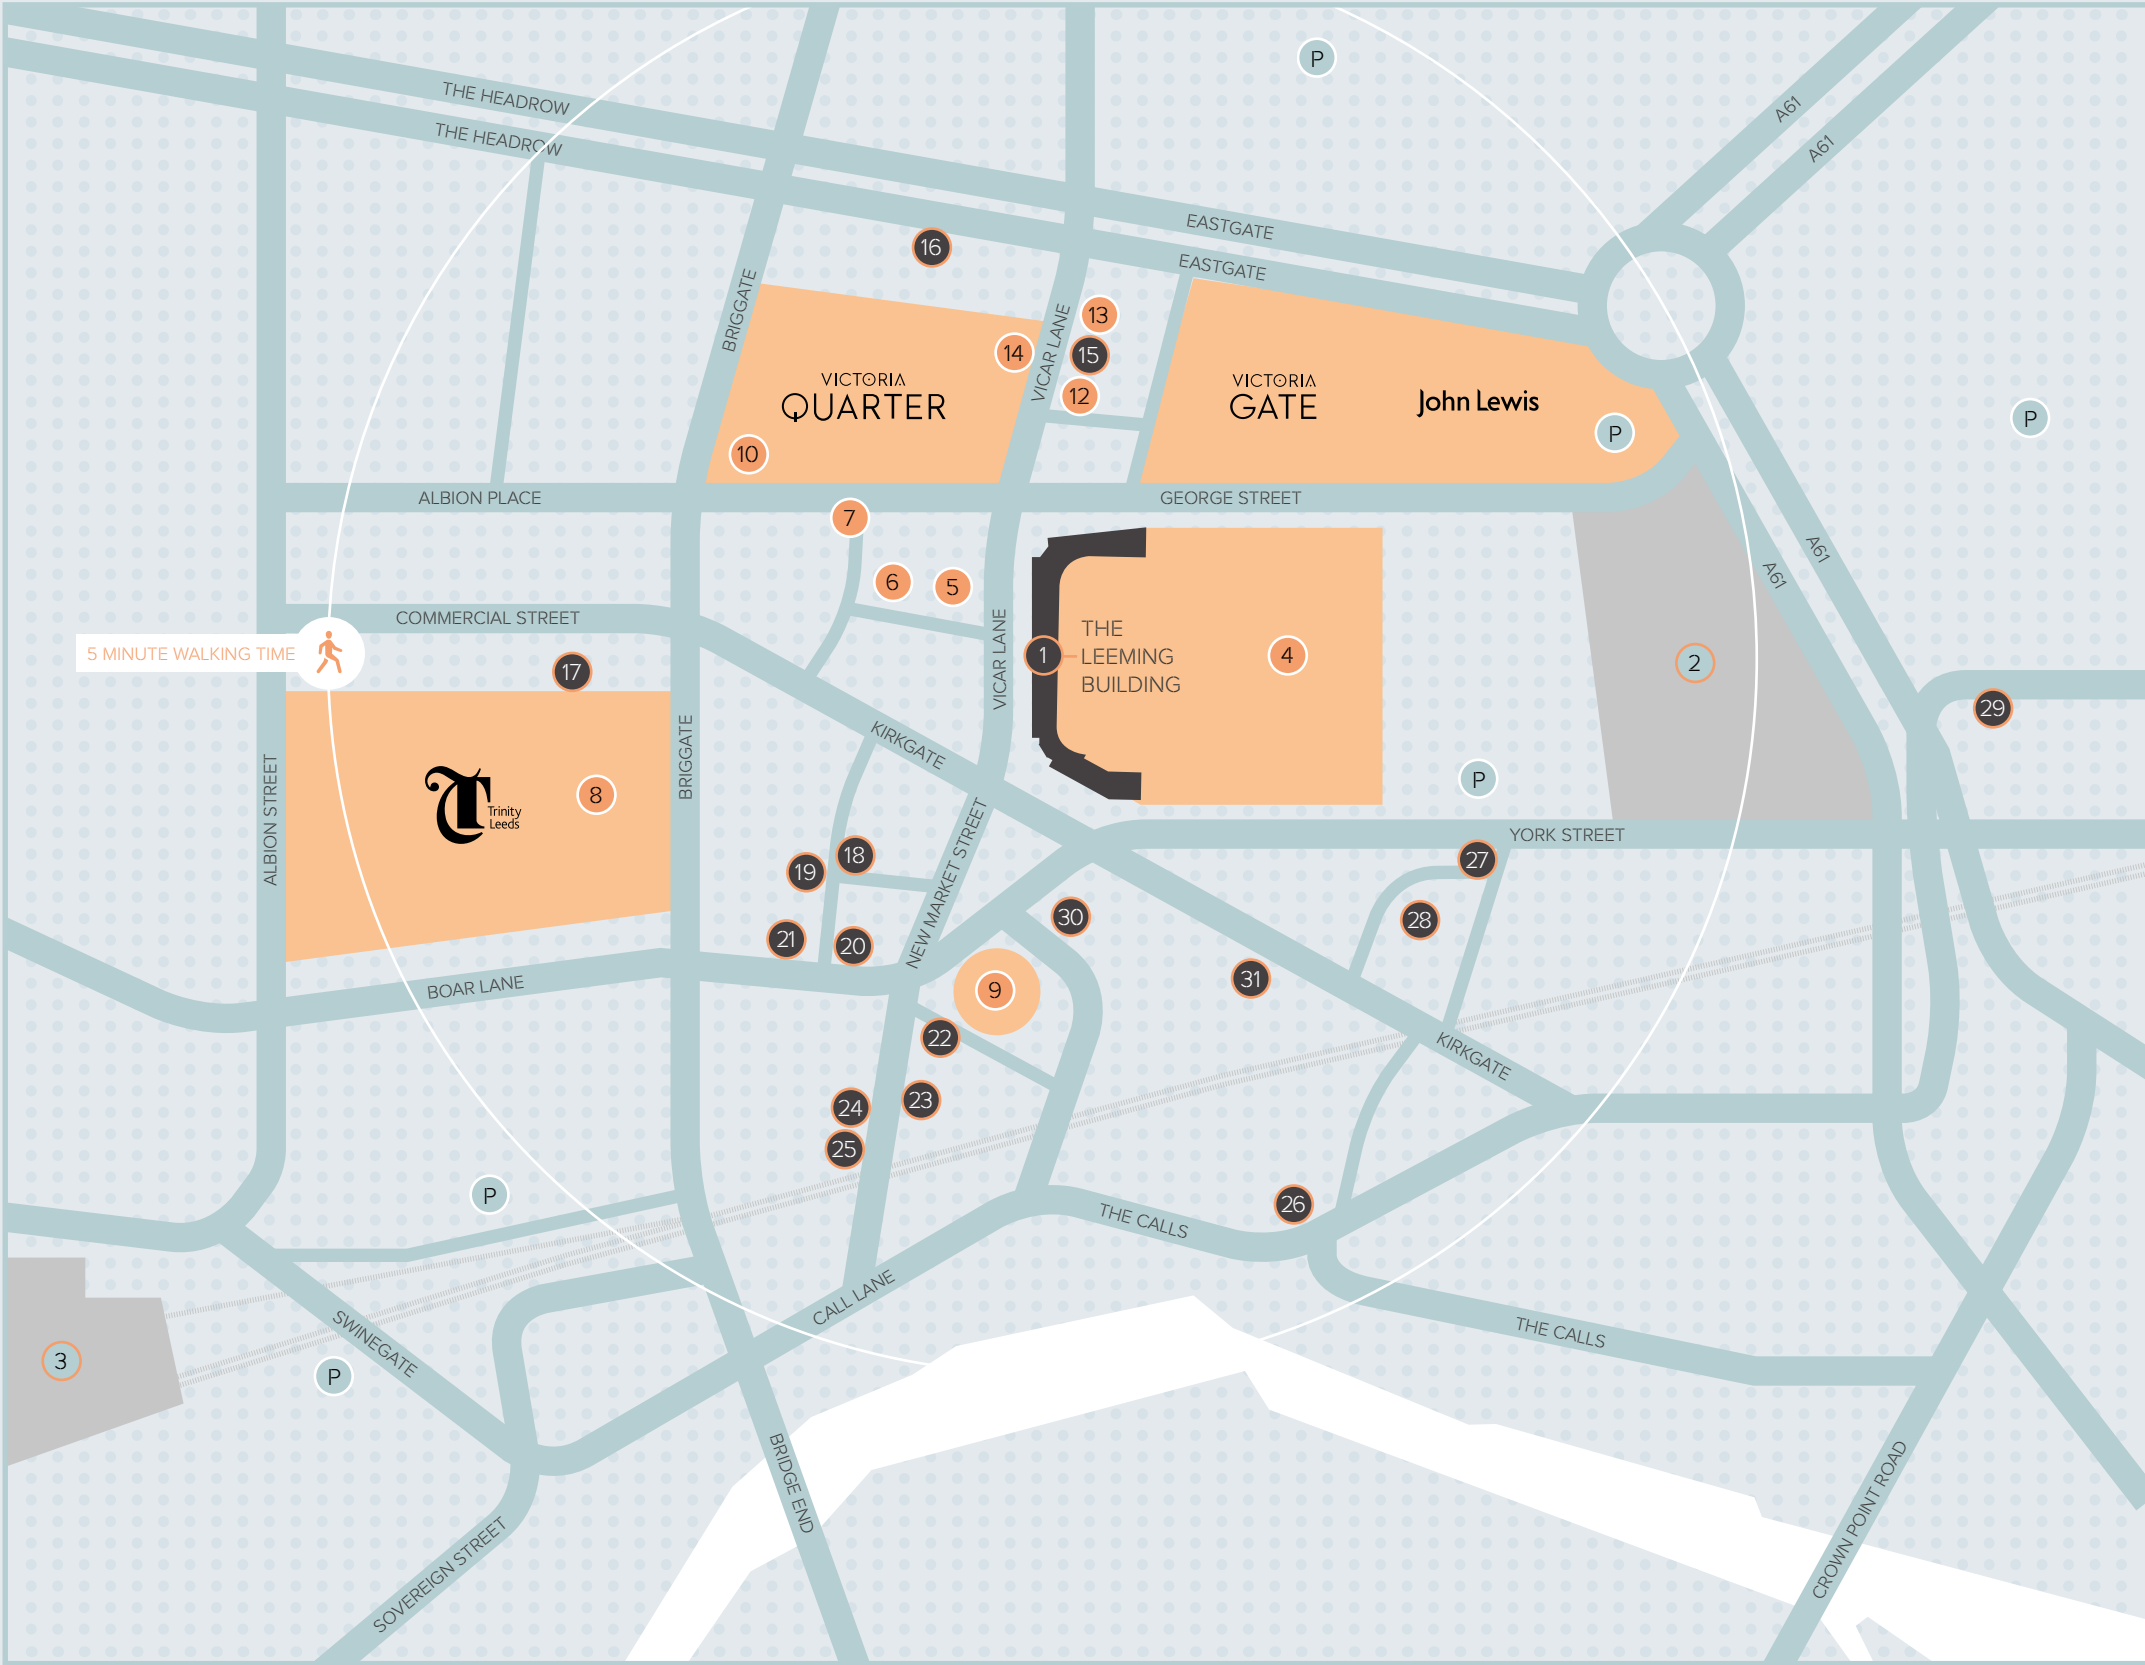 P
THE HEADROW
A61
THE HEADROW
A61
EASTGATE
16
EASTGATE
BRIGGATE
13
VICAR LANE
14
15
VICTORIA
QUARTER
12
VICTORIA
GATE
John Lewis
P
P
10
ALBION PLACE
GEORGE STREET
7
A61
A61
6
5
COMMERCIAL STREET
5 MINUTE WALKING TIME
17
VICAR LANE
1
THE
LEEMING
BUILDING
4
2
29
KIRKGATE
BRIGGATE
ALBION STREET
Trinity
Leeds
8
P
YORK STREET
NEW MARKET STREET
18
19
27
30
28
21
20
31
BOAR LANE
9
22
KIRKGATE
23
24
25
P
26
THE CALLS
CALL LANE
THE CALLS
SWINEGATE
3
P
BRIDGE END
CROWN POINT ROAD
SOVEREIGN STREET